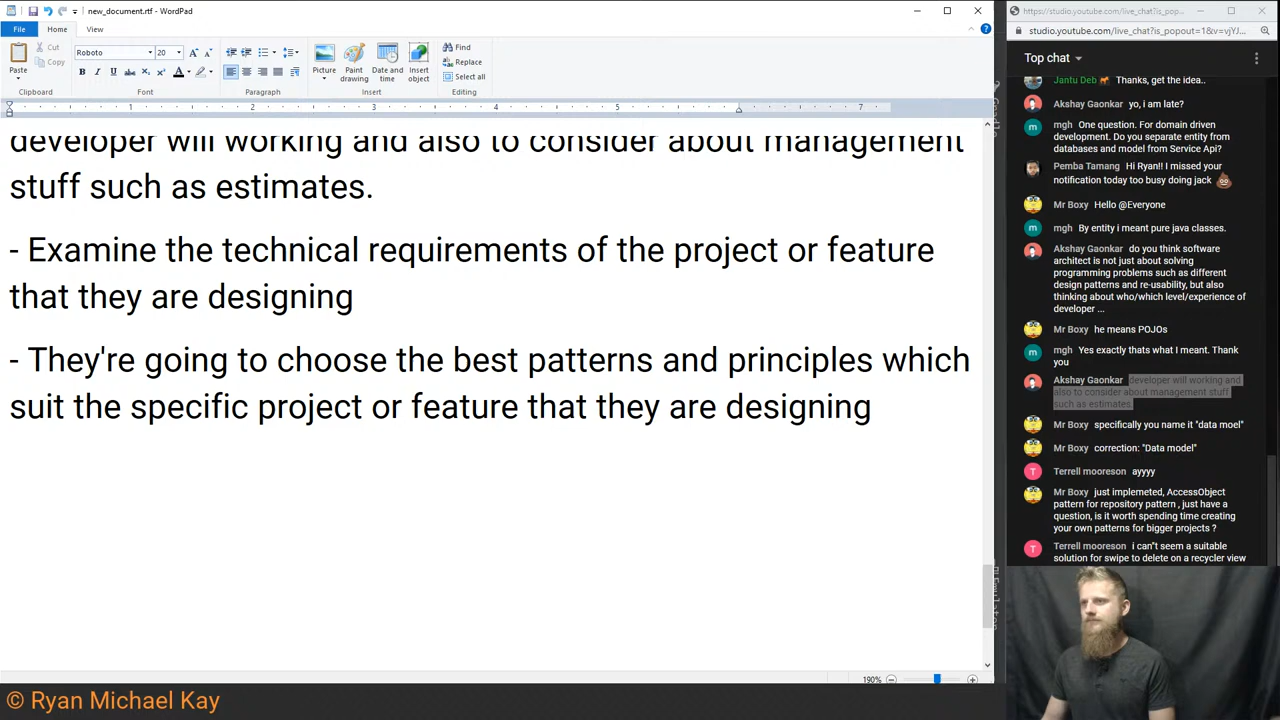 new_document.rtf - WordPad
File Home View
Paste
Cut
Copy
Clipboard
Roboto 20
Font
Paragraph
Picture
Paint drawing
Date and time
Insert object
Insert
Find
Replace
Select all
Editing
1 2 3 4 5 7
developer will working and also to consider about management
stuff such as estimates.
- Examine the technical requirements of the project or feature
that they are designing
- They're going to choose the best patterns and principles which
suit the specific project or feature that they are designing
190%
© Ryan Michael Kay
https://studio.youtube.com/live_chat?is_pop...
studio.youtube.com/live_chat?is_popout=1&v=vjYJ...
Top chat
Jantu Deb Thanks, get the idea..
Akshay Gaonkar yo, i am late?
mgh One question. For domain driven
development. Do you separate entity from
databases and model from Service Api?
Pemba Tamang Hi Ryan!! I missed your
notification today too busy doing jack
Mr Boxy Hello @Everyone
mgh By entity i meant pure java classes.
Akshay Gaonkar do you think software
architect is not just about solving
programming problems such as different
design patterns and re-usability, but also
thinking about who/which level/experience of
developer ...
Mr Boxy he means POJOs
mgh Yes exactly thats what I meant. Thank
you
Akshay Gaonkar developer will working and
also to consider about management stuff
such as estimates.
Mr Boxy specifically you name it "data moel"
Mr Boxy correction: "Data model"
Terrell mooreson ayyyy
Mr Boxy just implemeted, AccessObject
pattern for repository pattern , just have a
question, is it worth spending time creating
your own patterns for bigger projects ?
Terrell mooreson i can"t seem a suitable
solution for swipe to delete on a recycler view